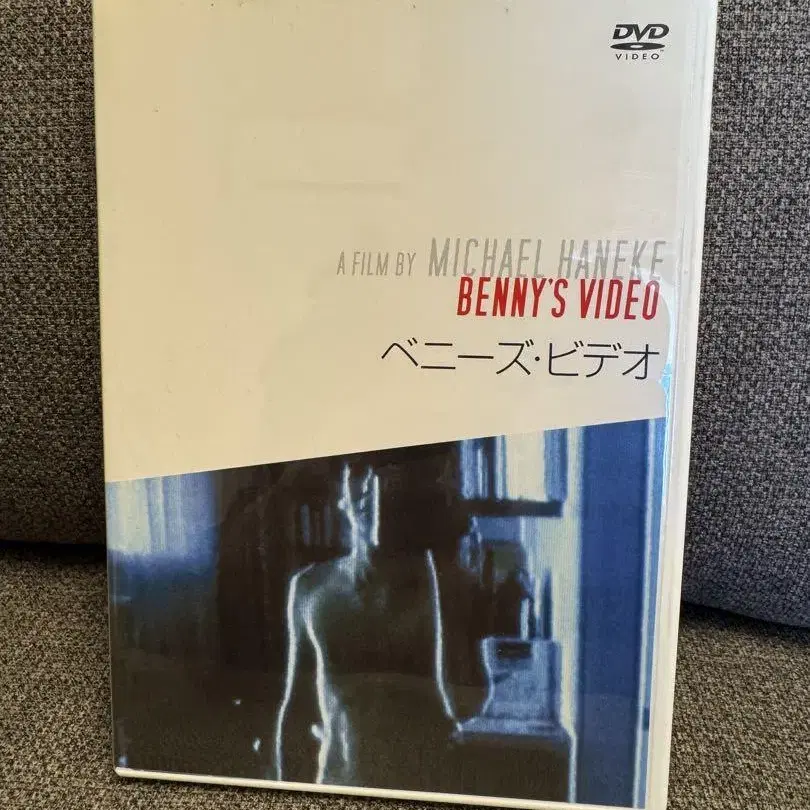 DVD
VIDEO
A FILM BY MICHAEL HANEKE
BENNY'S VIDEO
ベニーズ・ビデオ